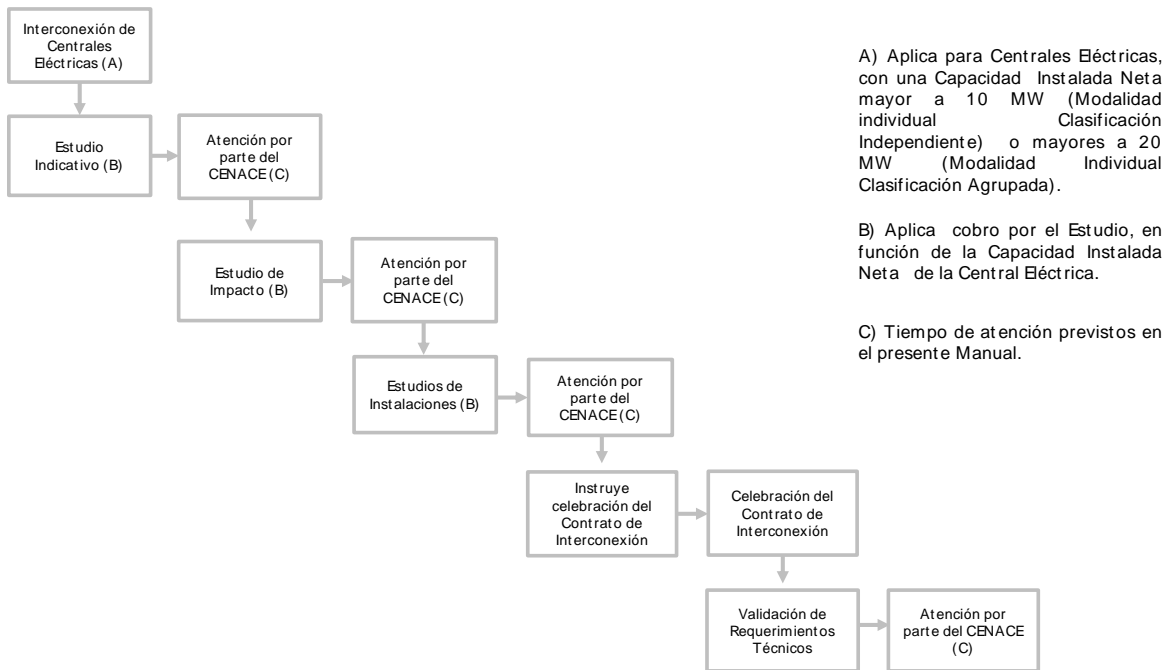 Interconexión de
Centrales
Eléctricas (A)
Estudio
Indicativo (B)
Atención por
parte del
CENACE (C)
Estudio de
Impacto (B)
Atención por
parte del
CENACE (C)
Estudios de
Instalaciones (B)
Atención por
parte del
CENACE (C)
Instruye
celebración del
Contrato de
Interconexión
Celebración del
Contrato de
Interconexión
Validación de
Requerimientos
Técnicos
Atención por
parte del CENACE
(C)
A) Aplica para Centrales Eléctricas,
con una Capacidad Instalada Neta
mayor a 10 MW (Modalidad
individual Clasificación
Independiente) o mayores a 20
MW (Modalidad Individual
Clasificación Agrupada).
B) Aplica cobro por el Estudio, en
función de la Capacidad Instalada
Neta de la Central Eléctrica.
C) Tiempo de atención previstos en
el presente Manual.